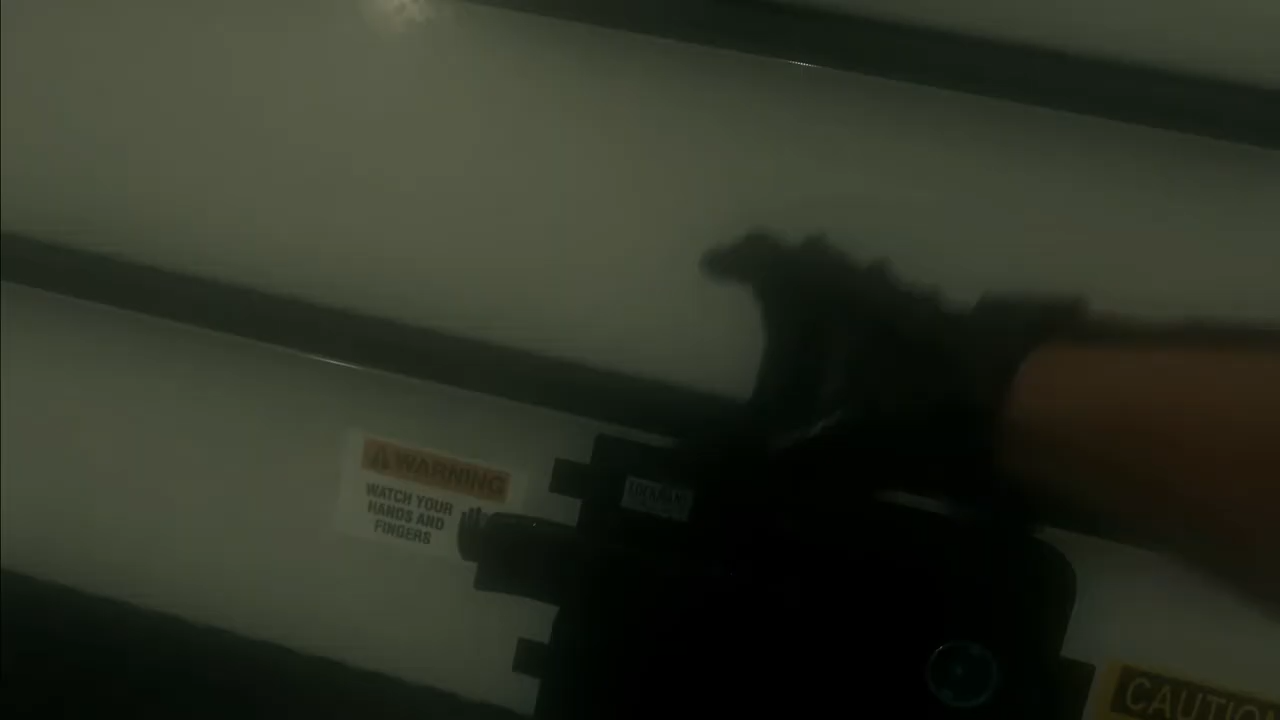 WARNING
WATCH YOUR
HANDS AND
FINGERS
CAUTION